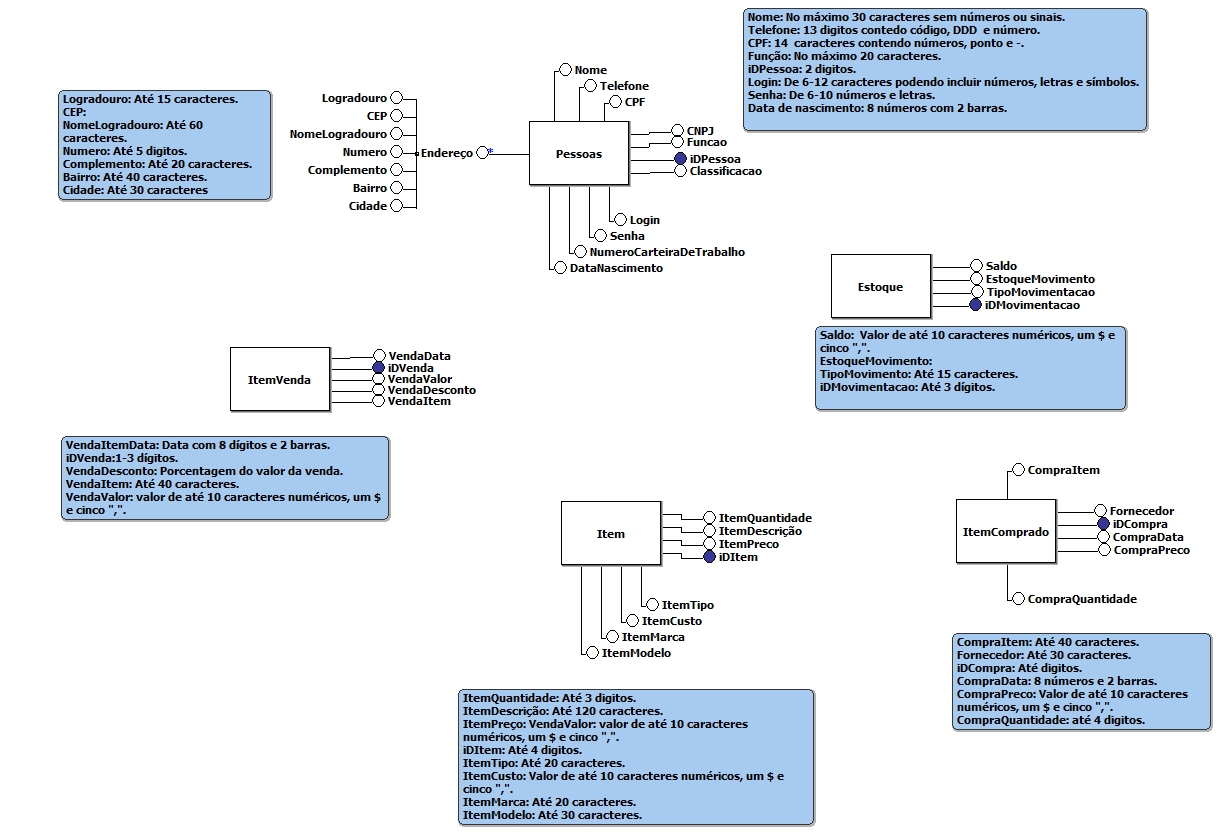 Nome: No máximo 30 caracteres sem números ou sinais.
Telefone: 13 digitos contedo código, DDD e número.
CPF: 14 caracteres contendo números, ponto e -.
Função: No máximo 20 caracteres.
iDPessoa: 2 digitos.
Login: De 6-12 caracteres podendo incluir números, letras e símbolos.
Senha: De 6-10 números e letras.
Data de nascimento: 8 números com 2 barras.
Logradouro: Até 15 caracteres.
CEP:
NomeLogradouro: Até 60
caracteres.
Numero: Até 5 digitos.
Complemento: Até 20 caracteres.
Bairro: Até 40 caracteres.
Cidade: Até 30 caracteres
Logradouro
CEP
NomeLogradouro
Numero
Complemento
Bairro
Cidade
Endereço
*
Pessoas
Nome
Telefone
CPF
CNPJ
Funcao
iDPessoa
Classificacao
Login
Senha
NumeroCarteiraDeTrabalho
DataNascimento
Estoque
Saldo
EstoqueMovimento
TipoMovimentacao
iDMovimentacao
Saldo: Valor de até 10 caracteres numéricos, um $ e
cinco ",".
EstoqueMovimento:
TipoMovimento: Até 15 caracteres.
iDMovimentacao: Até 3 dígitos.
ItemVenda
VendaData
iDVenda
VendaValor
VendaDesconto
VendaItem
VendaItemData: Data com 8 dígitos e 2 barras.
iDVenda:1-3 dígitos.
VendaDesconto: Porcentagem do valor da venda.
VendaItem: Até 40 caracteres.
VendaValor: valor de até 10 caracteres numéricos, um $
e cinco ",".
Item
ItemQuantidade
ItemDescrição
ItemPreco
iDItem
ItemTipo
ItemCusto
ItemMarca
ItemModelo
ItemQuantidade: Até 3 digitos.
ItemDescrição: Até 120 caracteres.
ItemPreço: VendaValor: valor de até 10 caracteres
numéricos, um $ e cinco ",".
iDItem: Até 4 digitos.
ItemTipo: Até 20 caracteres.
ItemCusto: Valor de até 10 caracteres numéricos, um $ e
cinco ",".
ItemMarca: Até 20 caracteres.
ItemModelo: Até 30 caracteres.
CompraItem
ItemComprado
Fornecedor
iDCompra
CompraData
CompraPreco
CompraQuantidade
CompraItem: Até 40 caracteres.
Fornecedor: Até 30 caracteres.
iDCompra: Até digitos.
CompraData: 8 números e 2 barras.
CompraPreco: Valor de até 10 caracteres
numéricos, um $ e cinco ",".
CompraQuantidade: até 4 digitos.